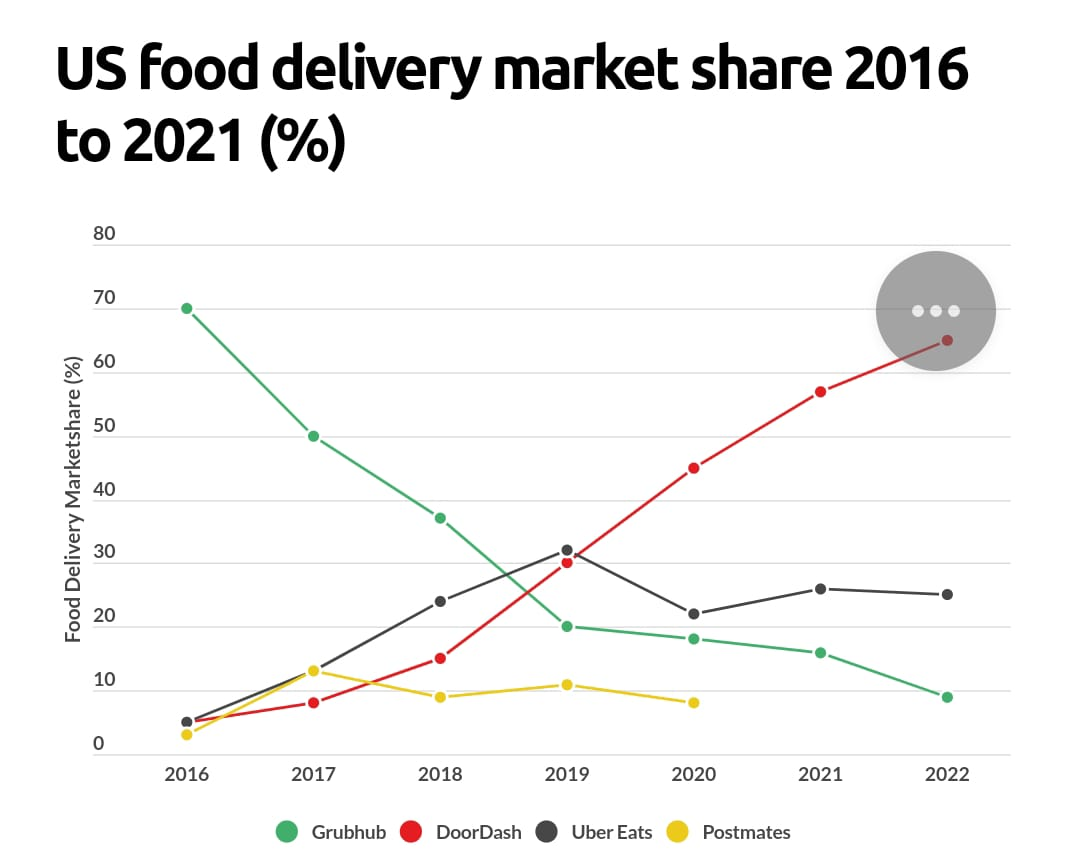 US food delivery market share 2016
to 2021 (%)
80
70
60
50
40
30
20
10
0
Food Delivery Marketshare (%)
2016 2017 2018 2019 2020 2021 2022
Grubhub DoorDash Uber Eats Postmates